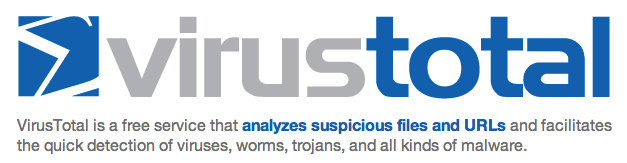 virustotal
VirusTotal is a free service that analyzes suspicious files and URLs and facilitates
the quick detection of viruses, worms, trojans, and all kinds of malware.